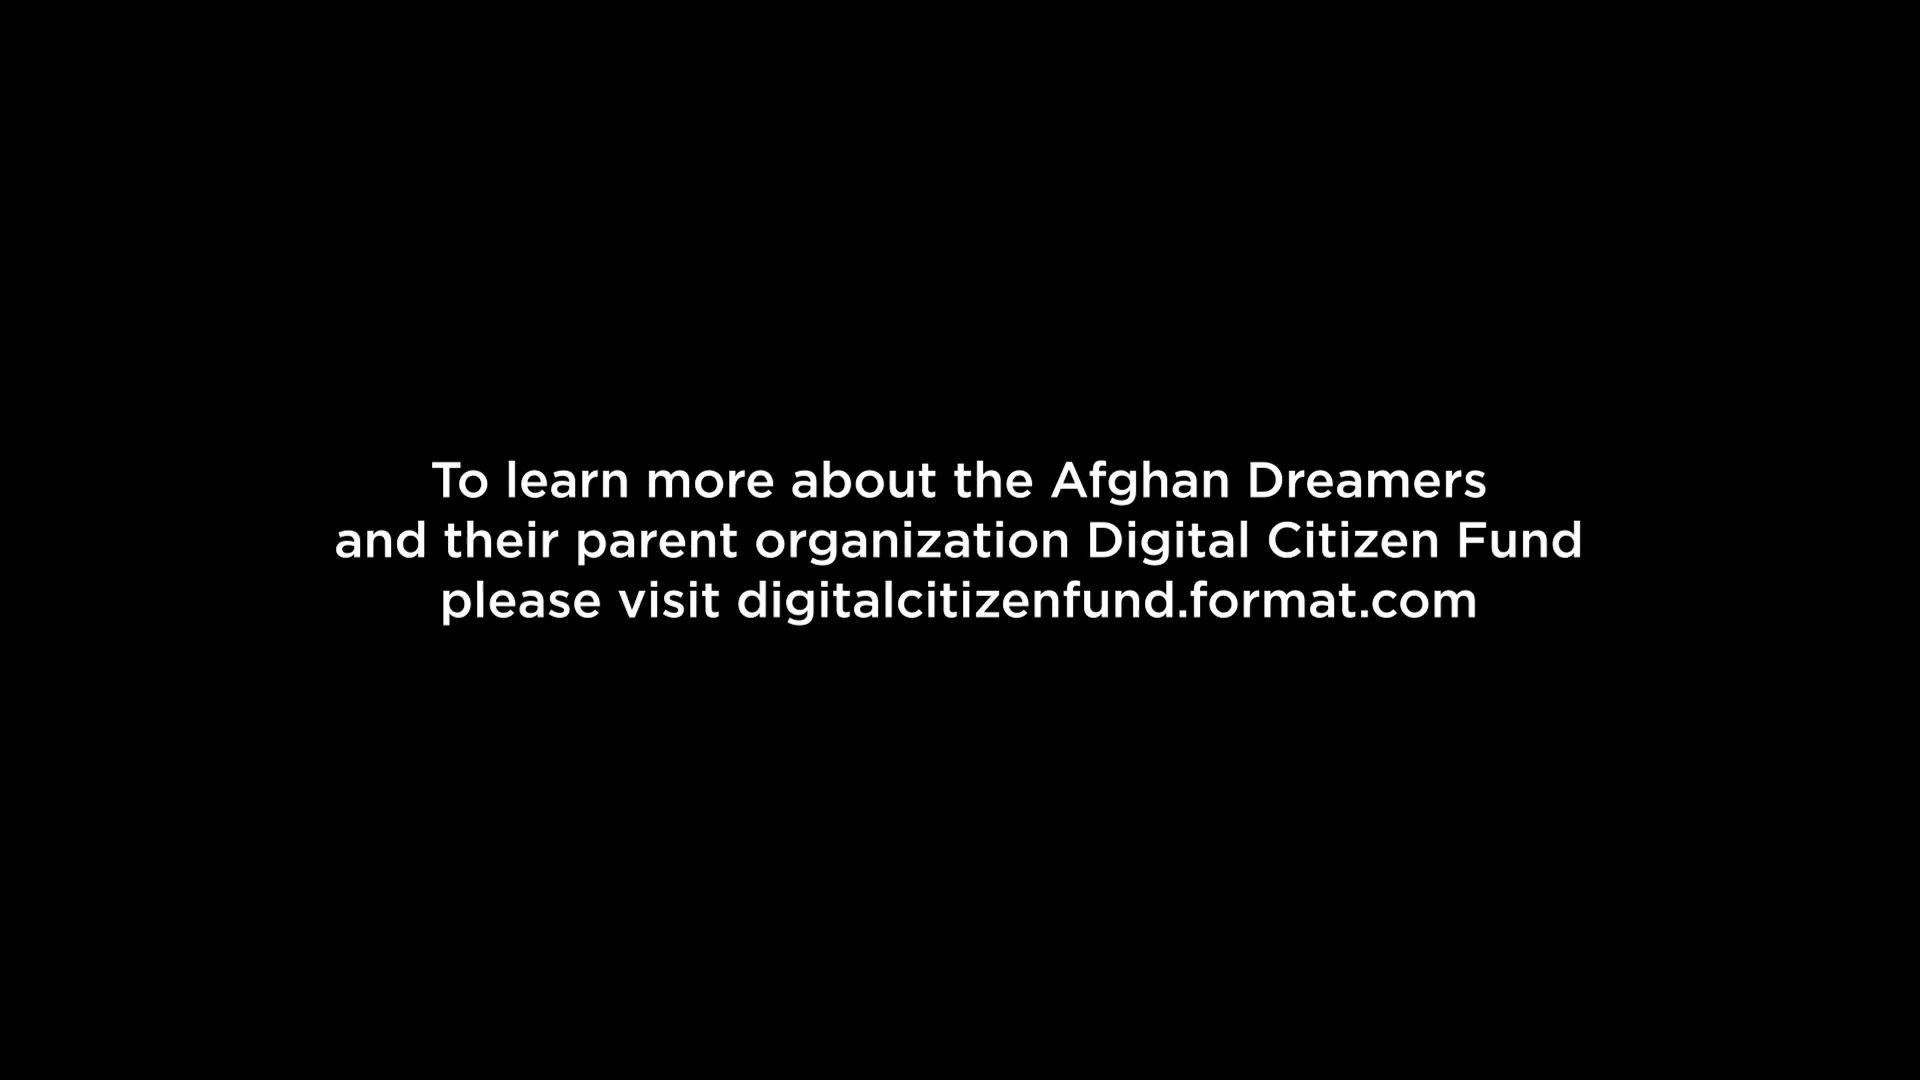 To learn more about the Afghan Dreamers
and their parent organization Digital Citizen Fund
please visit digitalcitizenfund.format.com